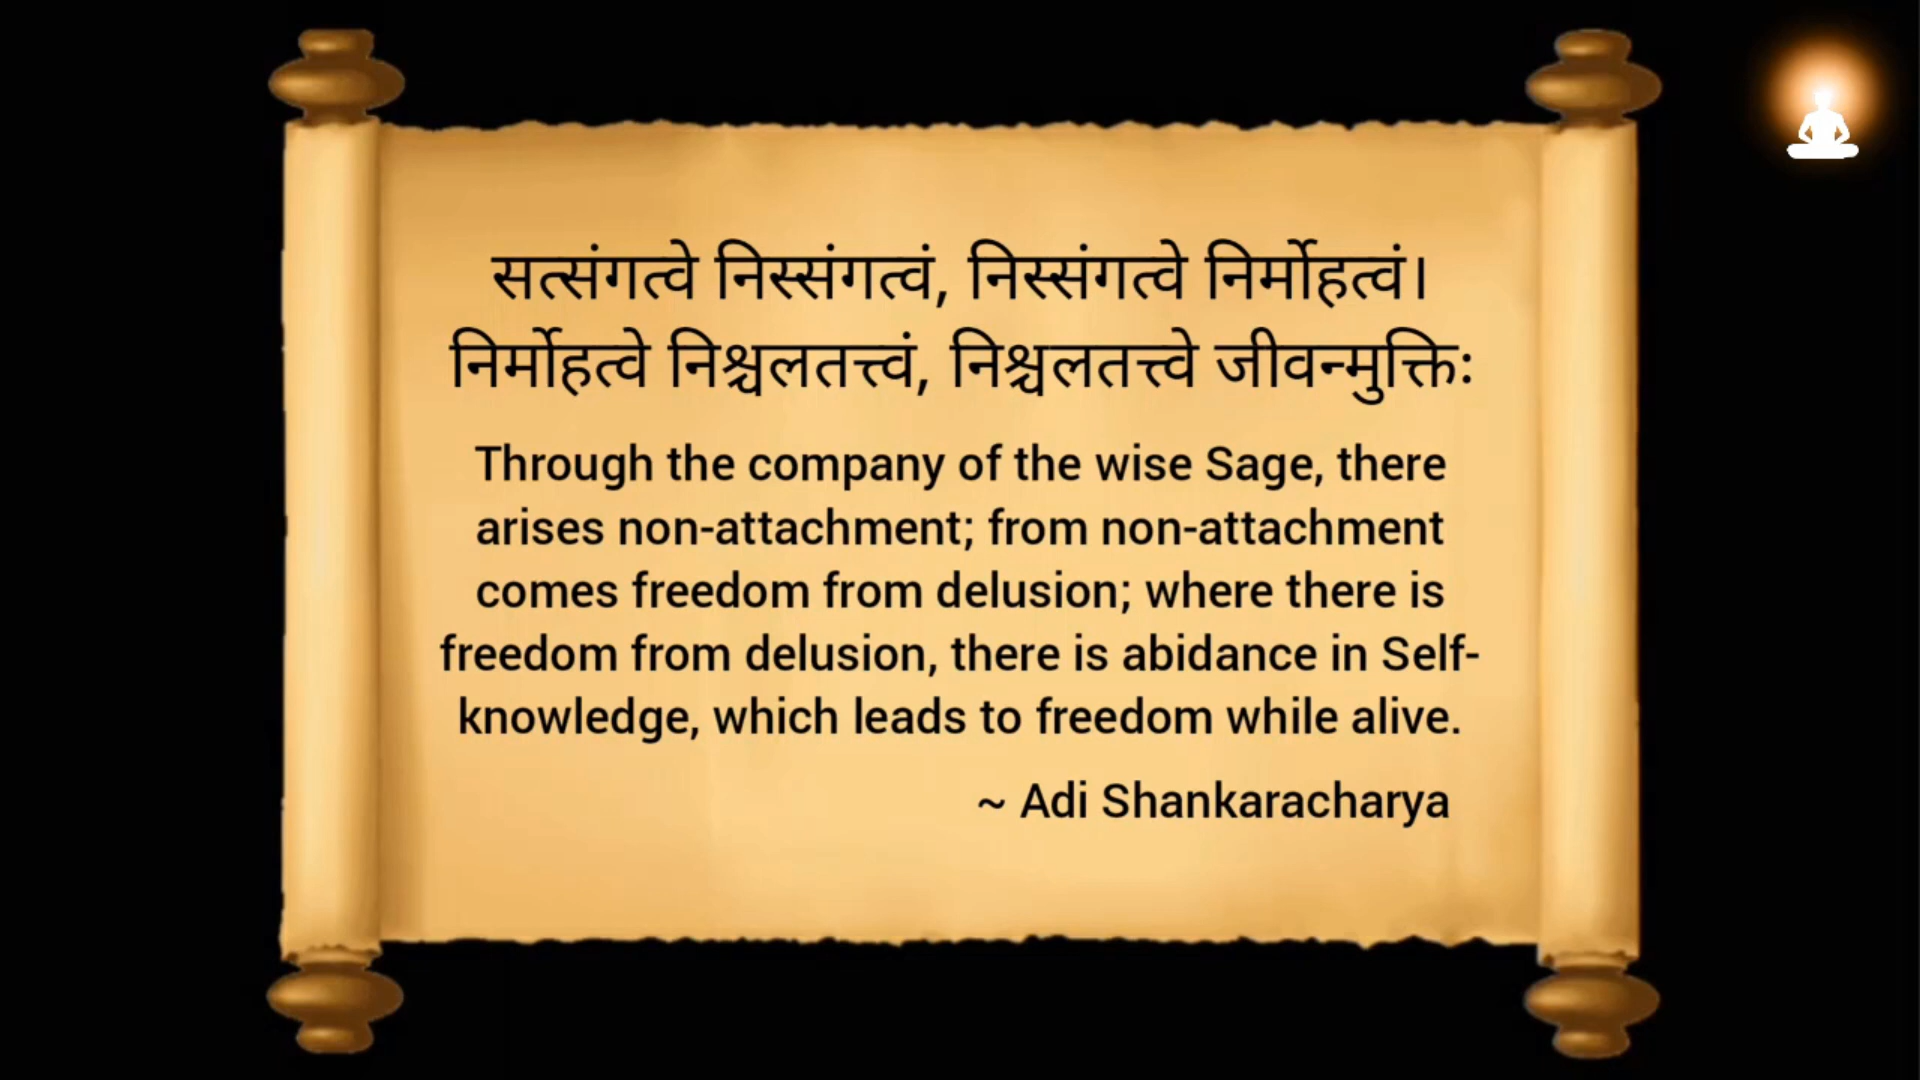 सत्संगत्वे निस्संगत्वं, निस्संगत्वे निर्मोहत्वं।
निर्मोहत्वे निश्चलतत्त्वं, निश्चलतत्त्वे जीवन्मुक्तिः
Through the company of the wise Sage, there
arises non-attachment; from non-attachment
comes freedom from delusion; where there is
freedom from delusion, there is abidance in Self-
knowledge, which leads to freedom while alive.
~ Adi Shankaracharya